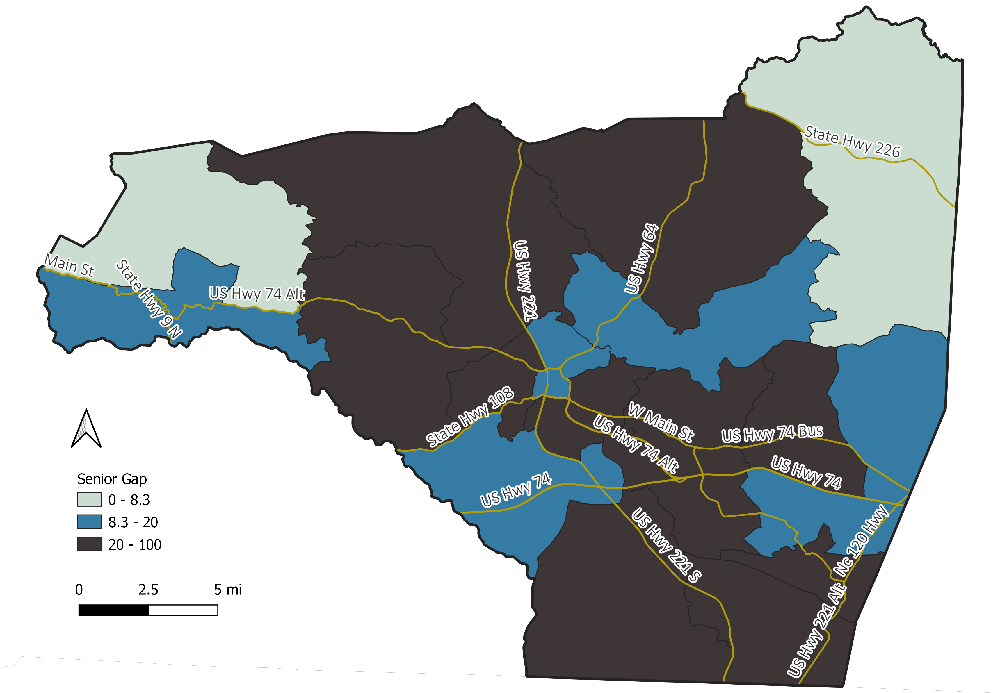 State Hwy 226
US Hwy 64
US Hwy 221
Main St
State Hwy 9 N
US Hwy 74 Alt
State Hwy 108
W Main St
US Hwy 74 Alt
US Hwy 74 Bus
US Hwy 74
US Hwy 74
US Hwy 221 S
Nc 120 Hwy
US Hwy 221 Alt
Senior Gap
0 - 8.3
8.3 - 20
20 - 100
0 2.5 5 mi